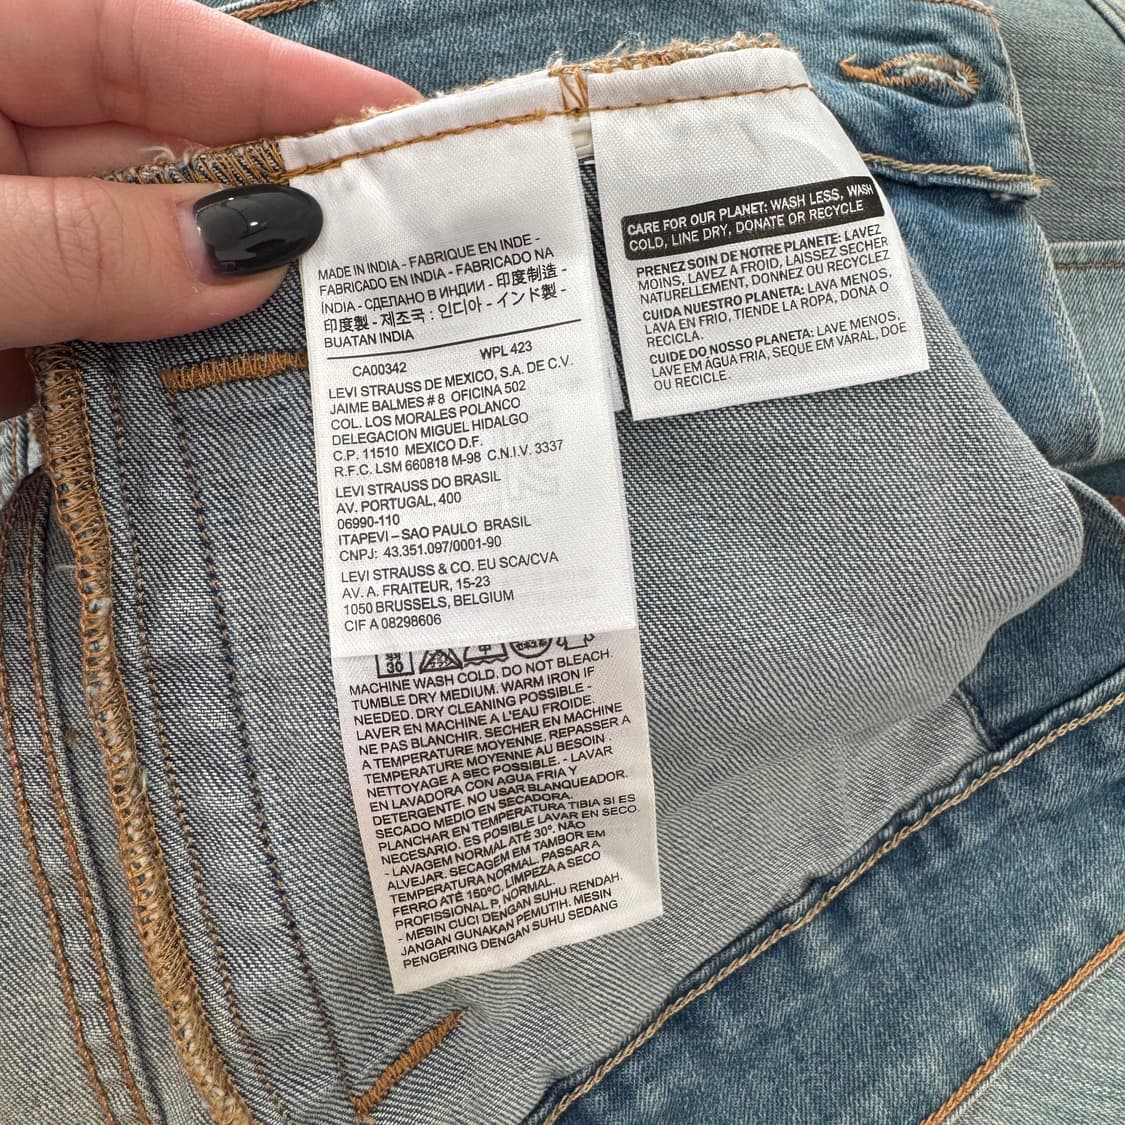 MADE IN INDIA - FABRIQUE EN INDE -
FABRICADO EN INDIA - FABRICADO NA
ÍNDIA - СДЕЛАНО В ИНДИИ - 印度制造 -
印度製 - 제조국 : 인디아 - インド製 -
BUATAN INDIA
WPL 423
CA00342
LEVI STRAUSS DE MEXICO, S.A. DE C.V.
JAIME BALMES # 8 OFICINA 502
COL. LOS MORALES POLANCO
DELEGACION MIGUEL HIDALGO
C.P. 11510 MEXICO D.F.
R.F.C. LSM 660818 M-98 C.N.I.V. 3337
LEVI STRAUSS DO BRASIL
AV. PORTUGAL, 400
06990-110
ITAPEVI – SAO PAULO BRASIL
CNPJ: 43.351.097/0001-90
LEVI STRAUSS & CO. EU SCA/CVA
AV. A. FRAITEUR, 15-23
1050 BRUSSELS, BELGIUM
CIF A 08298606
30
MACHINE WASH COLD. DO NOT BLEACH.
TUMBLE DRY MEDIUM. WARM IRON IF
NEEDED. DRY CLEANING POSSIBLE -
LAVER EN MACHINE A L'EAU FROIDE.
NE PAS BLANCHIR. SECHER EN MACHINE
A TEMPERATURE MOYENNE. REPASSER A
TEMPERATURE MOYENNE AU BESOIN.
NETTOYAGE A SEC POSSIBLE. - LAVAR
EN LAVADORA CON AGUA FRIA Y
DETERGENTE. NO USAR BLANQUEADOR.
SECADO MEDIO EN SECADORA.
PLANCHAR EN TEMPERATURA TIBIA SI ES
NECESARIO. ES POSIBLE LAVAR EN SECO.
- LAVAGEM NORMAL ATÉ 30º. NÃO
ALVEJAR. SECAGEM EM TAMBOR EM
TEMPERATURA NORMAL. PASSAR A
FERRO ATÉ 150ºC. LIMPEZA A SECO
PROFISSIONAL P, NORMAL.
- MESIN CUCI DENGAN SUHU RENDAH.
JANGAN GUNAKAN PEMUTIH. MESIN
PENGERING DENGAN SUHU SEDANG
CARE FOR OUR PLANET: WASH LESS, WASH
COLD, LINE DRY, DONATE OR RECYCLE
PRENEZ SOIN DE NOTRE PLANETE: LAVEZ
MOINS, LAVEZ A FROID, LAISSEZ SECHER
NATURELLEMENT, DONNEZ OU RECYCLEZ
CUIDA NUESTRO PLANETA: LAVA MENOS,
LAVA EN FRIO, TIENDE LA ROPA, DONA O
RECICLA.
CUIDE DO NOSSO PLANETA: LAVE MENOS,
LAVE EM ÁGUA FRIA, SEQUE EM VARAL, DOE
OU RECICLE.